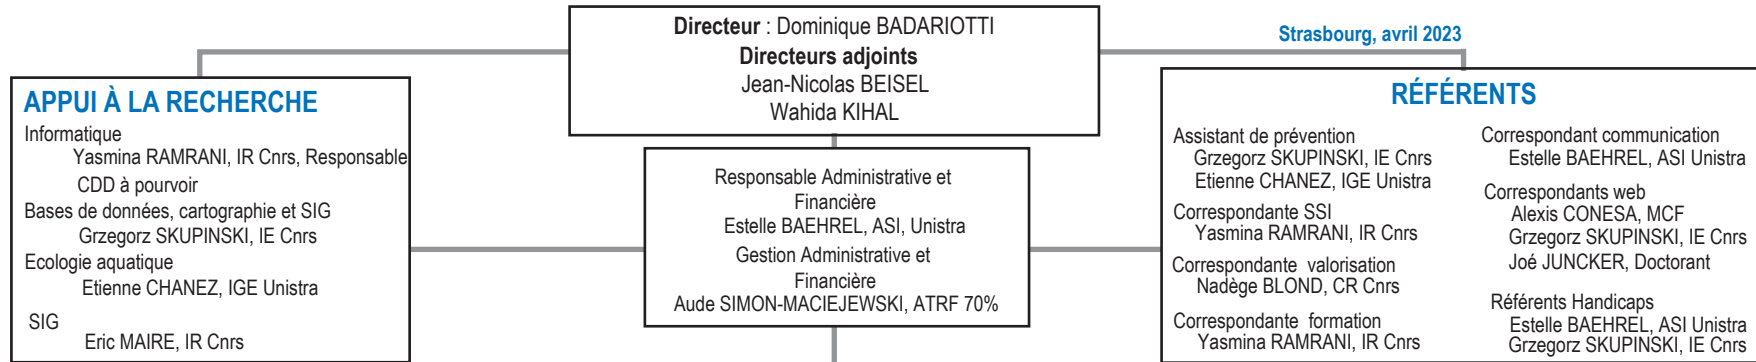 Directeur : Dominique BADARIOTTI
Directeurs adjoints
Jean-Nicolas BEISEL
Wahida KIHAL
Strasbourg, avril 2023
APPUI À LA RECHERCHE
Informatique
Yasmina RAMRANI, IR Cnrs, Responsable
CDD à pourvoir
Bases de données, cartographie et SIG
Grzegorz SKUPINSKI, IE Cnrs
Ecologie aquatique
Etienne CHANEZ, IGE Unistra
SIG
Eric MAIRE, IR Cnrs
Responsable Administrative et
Financière
Estelle BAEHREL, ASI, Unistra
Gestion Administrative et
Financière
Aude SIMON-MACIEJEWSKI, ATRF 70%
RÉFÉRENTS
Assistant de prévention
Grzegorz SKUPINSKI, IE Cnrs
Etienne CHANEZ, IGE Unistra
Correspondante SSI
Yasmina RAMRANI, IR Cnrs
Correspondante valorisation
Nadège BLOND, CR Cnrs
Correspondante formation
Yasmina RAMRANI, IR Cnrs
Correspondant communication
Estelle BAEHREL, ASI Unistra
Correspondants web
Alexis CONESA, MCF
Grzegorz SKUPINSKI, IE Cnrs
Joé JUNCKER, Doctorant
Référents Handicaps
Estelle BAEHREL, ASI Unistra
Grzegorz SKUPINSKI, IE Cnrs